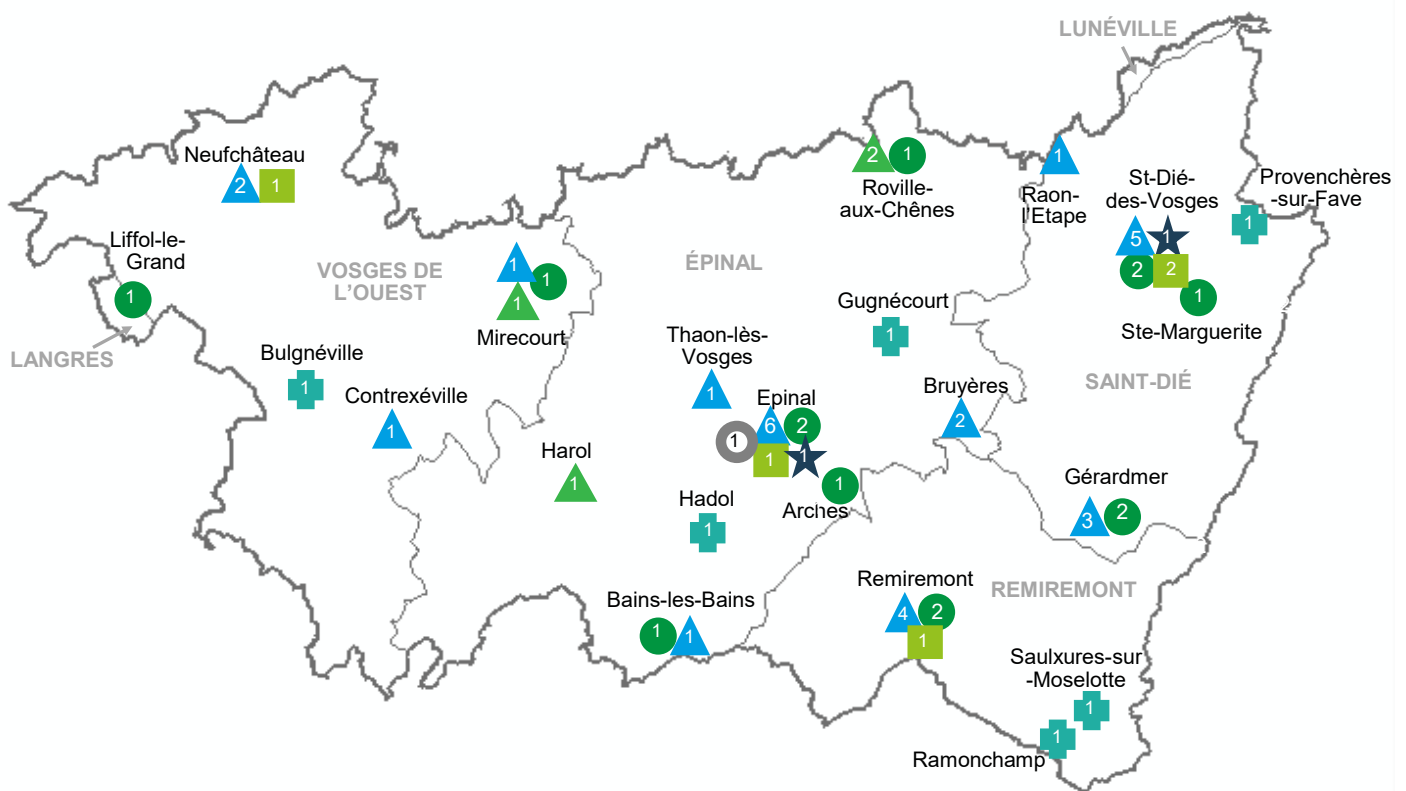 LUNÉVILLE
Neufchâteau
2
1
2
1
Roville-
aux-Chênes
1
Raon-
l'Etape
St-Dié-
des-Vosges
5
1
2
2
1
Ste-Marguerite
Provenchères
-sur-Fave
1
Liffol-le-
Grand
1
LANGRES
VOSGES DE
L'OUEST
1
1
1
Mirecourt
ÉPINAL
Gugnécourt
1
Bulgnéville
1
Contrexéville
1
Thaon-lès-
Vosges
1
Epinal
6
2
1
1
1
1
Arches
Bruyères
2
SAINT-DIÉ
Harol
1
Hadol
1
Gérardmer
3
2
Bains-les-Bains
1
1
Remiremont
4
2
1
REMIREMONT
Saulxures-sur
-Moselotte
1
1
Ramonchamp